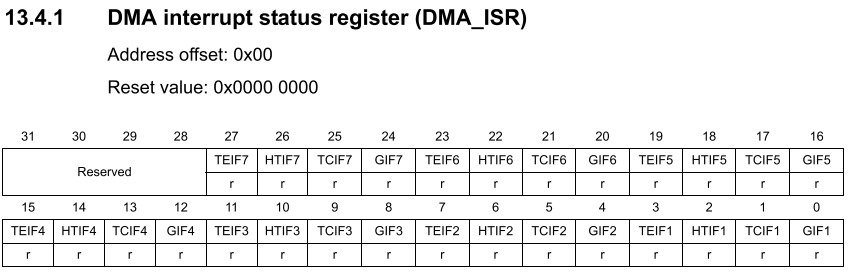 13.4.1 DMA interrupt status register (DMA_ISR)
Address offset: 0x00
Reset value: 0x0000 0000
31 30 29 28 27 26 25 24 23 22 21 20 19 18 17 16
Reserved TEIF7 HTIF7 TCIF7 GIF7 TEIF6 HTIF6 TCIF6 GIF6 TEIF5 HTIF5 TCIF5 GIF5
r r r r r r r r r r r r
15 14 13 12 11 10 9 8 7 6 5 4 3 2 1 0
TEIF4 HTIF4 TCIF4 GIF4 TEIF3 HTIF3 TCIF3 GIF3 TEIF2 HTIF2 TCIF2 GIF2 TEIF1 HTIF1 TCIF1 GIF1
r r r r r r r r r r r r r r r r